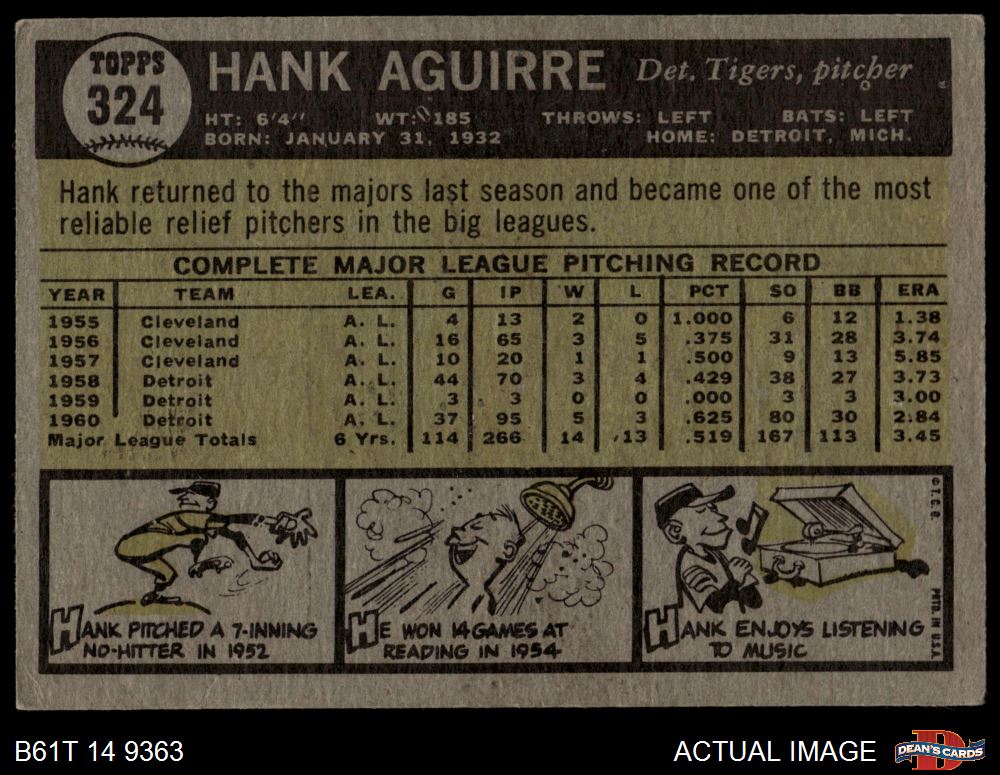 TOPPS
324
HANK AGUIRRE Det. Tigers, pitcher
HT: 6'4" WT: 185 THROWS: LEFT BATS: LEFT
BORN: JANUARY 31, 1932 HOME: DETROIT, MICH.
Hank returned to the majors last season and became one of the most
reliable relief pitchers in the big leagues.
COMPLETE MAJOR LEAGUE PITCHING RECORD
YEAR TEAM LEA. G IP W L PCT SO BB ERA
1955 Cleveland A. L. 4 13 2 0 1.000 6 12 1.38
1956 Cleveland A. L. 16 65 3 5 .375 31 28 3.74
1957 Cleveland A. L. 10 20 1 1 .500 9 13 5.85
1958 Detroit A. L. 44 70 3 4 .429 38 27 3.73
1959 Detroit A. L. 3 3 0 0 .000 3 3 3.00
1960 Detroit A. L. 37 95 5 3 .625 80 30 2.84
Major League Totals 6 Yrs. 114 266 14 13 .519 167 113 3.45
HANK PITCHED A 7-INNING
NO-HITTER IN 1952
HE WON 14 GAMES AT
READING IN 1954
HANK ENJOYS LISTENING
TO MUSIC
© T. C. G.
PRTD. IN U.S.A.
B61T 14 9363
ACTUAL IMAGE
DEAN'S CARDS